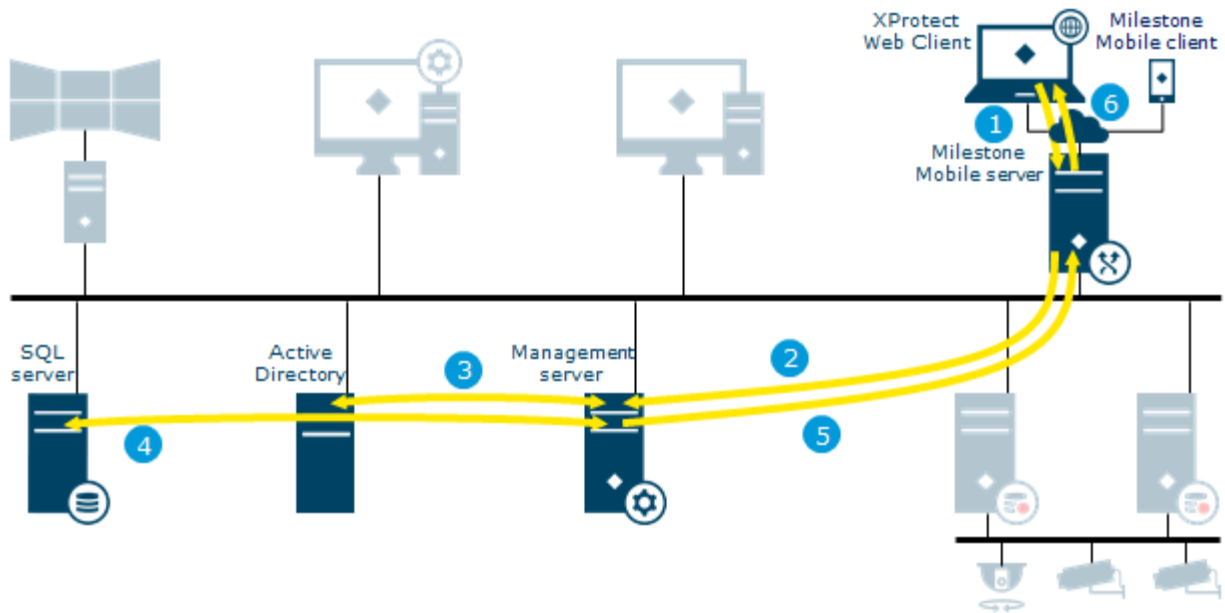 XProtect
Web Client
Milestone
Mobile client
1
6
Milestone
Mobile server
SQL
server
Active
Directory
Management
server
3
2
4
5